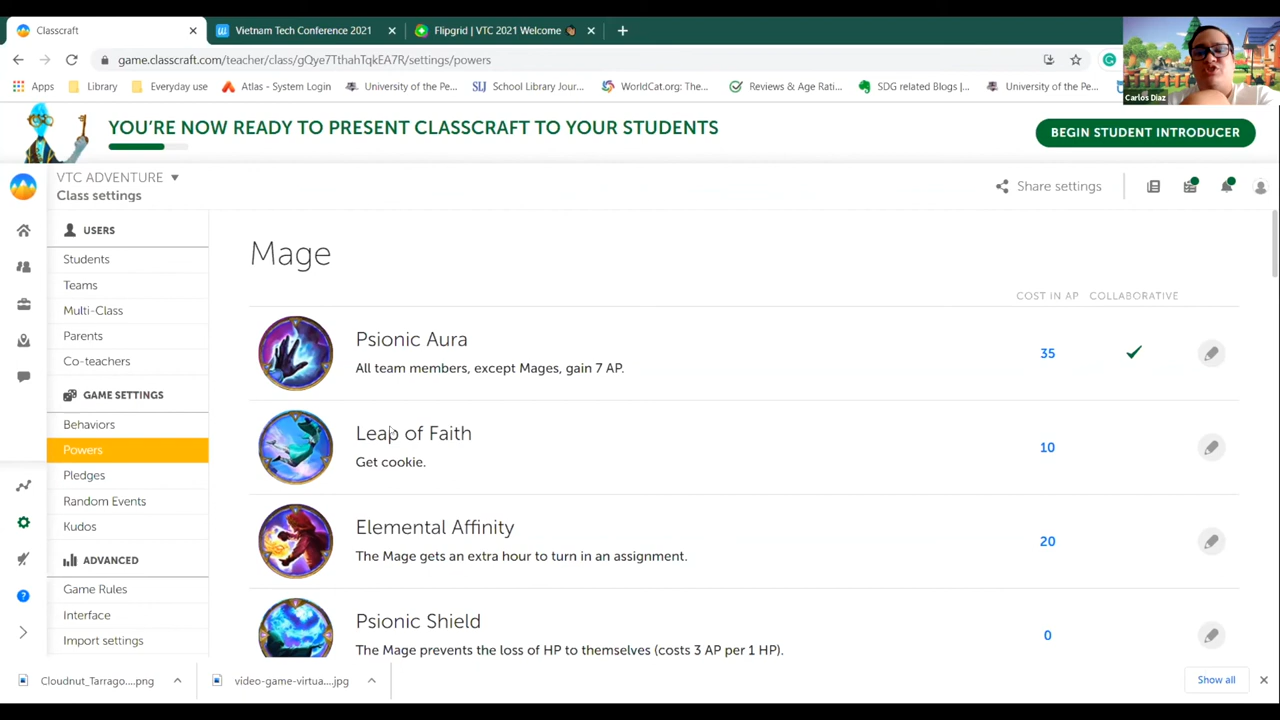 Classcraft
Vietnam Tech Conference 2021
Flipgrid | VTC 2021 Welcome
game.classcraft.com/teacher/class/gQye7TthahTqkEA7R/settings/powers
Apps
Library
Everyday use
Atlas - System Login
University of the Pe...
School Library Jour...
WorldCat.org: The...
Reviews & Age Rati...
SDG related Blogs |...
University of the Pe...
Carlos Diaz
YOU'RE NOW READY TO PRESENT CLASSCRAFT TO YOUR STUDENTS
BEGIN STUDENT INTRODUCER
VTC ADVENTURE
Class settings
Share settings
USERS
Students
Teams
Multi-Class
Parents
Co-teachers
GAME SETTINGS
Behaviors
Powers
Pledges
Random Events
Kudos
ADVANCED
Game Rules
Interface
Import settings
Mage
COST IN AP COLLABORATIVE
Psionic Aura
All team members, except Mages, gain 7 AP.
35
Leap of Faith
Get cookie.
10
Elemental Affinity
The Mage gets an extra hour to turn in an assignment.
20
Psionic Shield
The Mage prevents the loss of HP to themselves (costs 3 AP per 1 HP).
0
Cloudnut_Tarrago....png
video-game-virtua....jpg
Show all